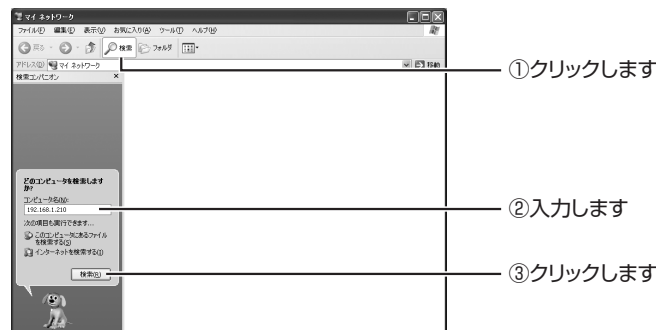 マイ ネットワーク
ファイル(F) 編集(E) 表示(V) お気に入り(A) ツール(T) ヘルプ(H)
戻る 検索 フォルダ
アドレス(D) マイ ネットワーク 移動
検索コンパニオン
①クリックします
どのコンピュータを検索しますか?
コンピュータ名(N):
192.168.1.210
②入力します
次の項目も実行できます...
このコンピュータにあるファイル
を検索する(S)
インターネットを検索する(I)
検索(R)
③クリックします